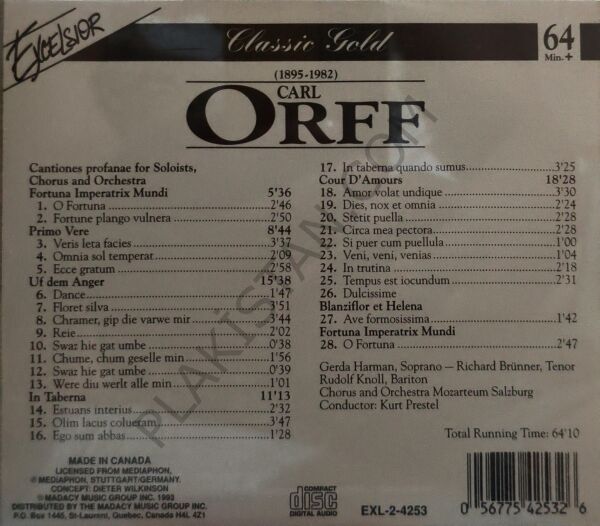 EXCELSIOR
Classic Gold
64
Min. +
(1895-1982)
CARL
ORFF
Cantiones profanae for Soloists,
Chorus and Orchestra
Fortuna Imperatrix Mundi 5'36
1. O Fortuna 2'46
2. Fortune plango vulnera 2'50
Primo Vere 8'44
3. Veris leta facies 3'37
4. Omnia sol temperat 2'09
5. Ecce gratum 2'58
Uf dem Anger 15'38
6. Dance 1'47
7. Floret silva 3'51
8. Chramer, gip die varwe mir 3'44
9. Reie 2'02
10. Swaz hie gat umbe 0'38
11. Chume, chum geselle min 1'56
12. Swaz hie gat umbe 0'39
13. Were diu werlt alle min 1'01
In Taberna 11'13
14. Estuans interius 2'32
15. Olim lacus colueram 3'47
16. Ego sum abbas 1'28
17. In taberna quando sumus 3'25
Cour D'Amours 18'28
18. Amor volat undique 3'30
19. Dies, nox et omnia 2'24
20. Stetit puella 2'28
21. Circa mea pectora 2'28
22. Si puer cum puellula 1'00
23. Veni, veni, venias 1'04
24. In trutina 2'18
25. Tempus est iocundum 2'31
26. Dulcissime
Blanziflor et Helena
27. Ave formosissima 1'42
Fortuna Imperatrix Mundi
28. O Fortuna 2'47
Gerda Harman, Soprano – Richard Brünner, Tenor
Rudolf Knoll, Bariton
Chorus and Orchestra Mozarteum Salzburg
Conductor: Kurt Prestel
Total Running Time: 64'10
MADE IN CANADA
LICENSED FROM MEDIAPHON,
℗ MEDIAPHON, STUTTGART/GERMANY.
CONCEPT: DIETER WILKINSON
© MADACY MUSIC GROUP INC. 1993
DISTRIBUTED BY THE MADACY MUSIC GROUP INC.
P.O. Box 1445, St-Laurent, Quebec, Canada H4L 4Z1
COMPACT
disc
DIGITAL AUDIO
EXL-2-4253
0 56775 42532 6
PLAKİSTAN.COM